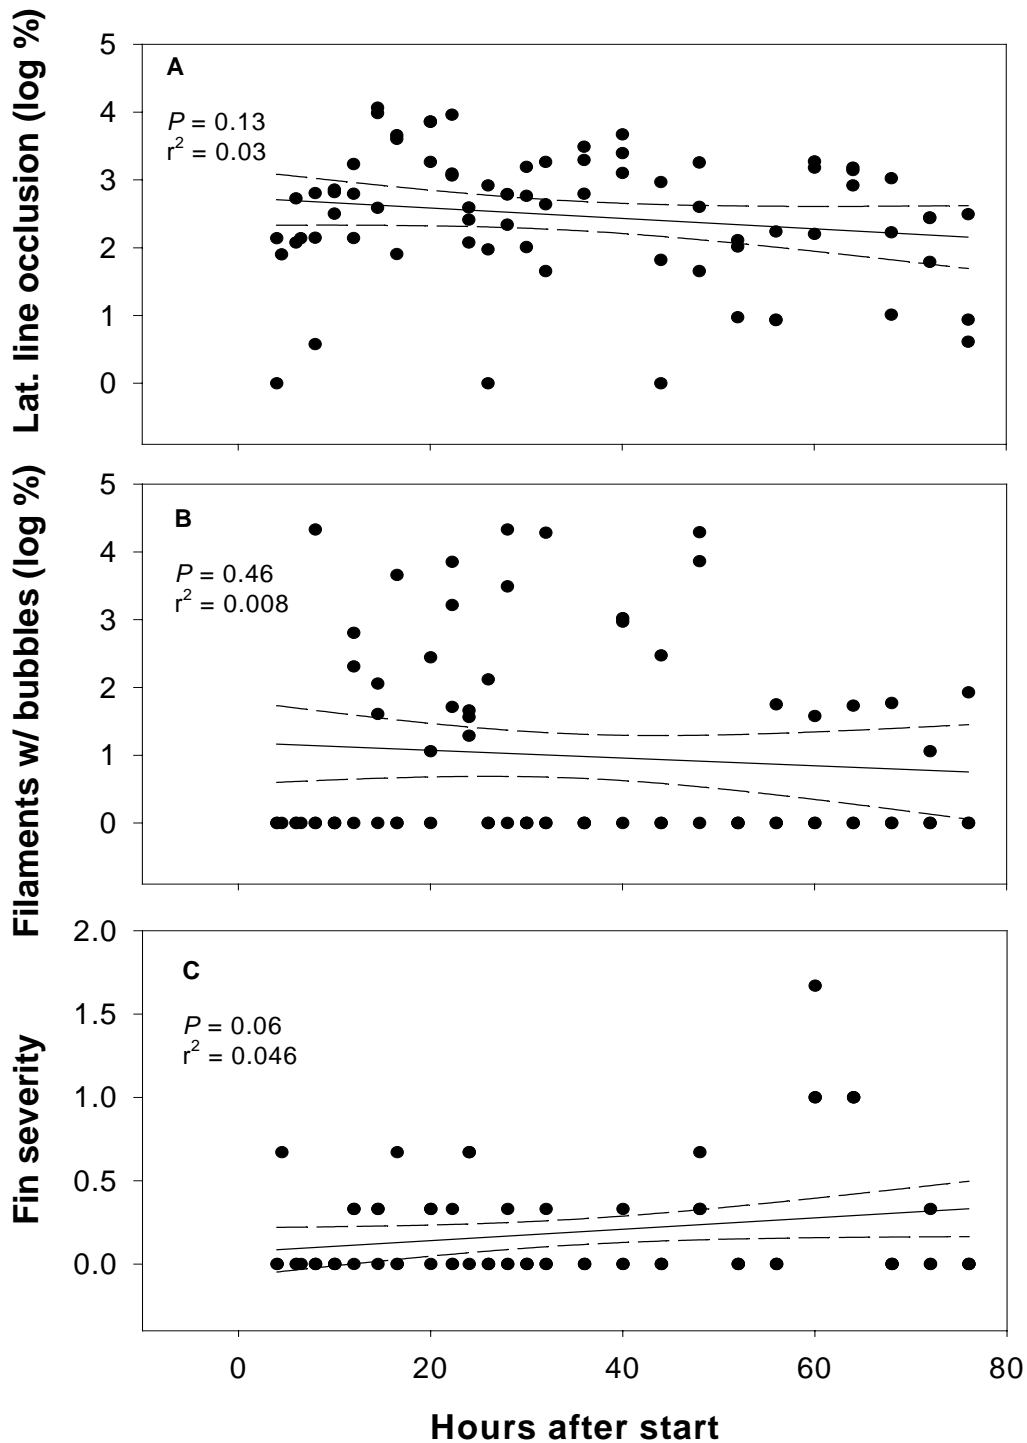 Lat. line occlusion (log %)
5
4
3
2
1
0
A
P = 0.13
r² = 0.03
Filaments w/ bubbles (log %)
5
4
3
2
1
0
B
P = 0.46
r² = 0.008
Fin severity
2.0
1.5
1.0
0.5
0.0
C
P = 0.06
r² = 0.046
0 20 40 60 80
Hours after start